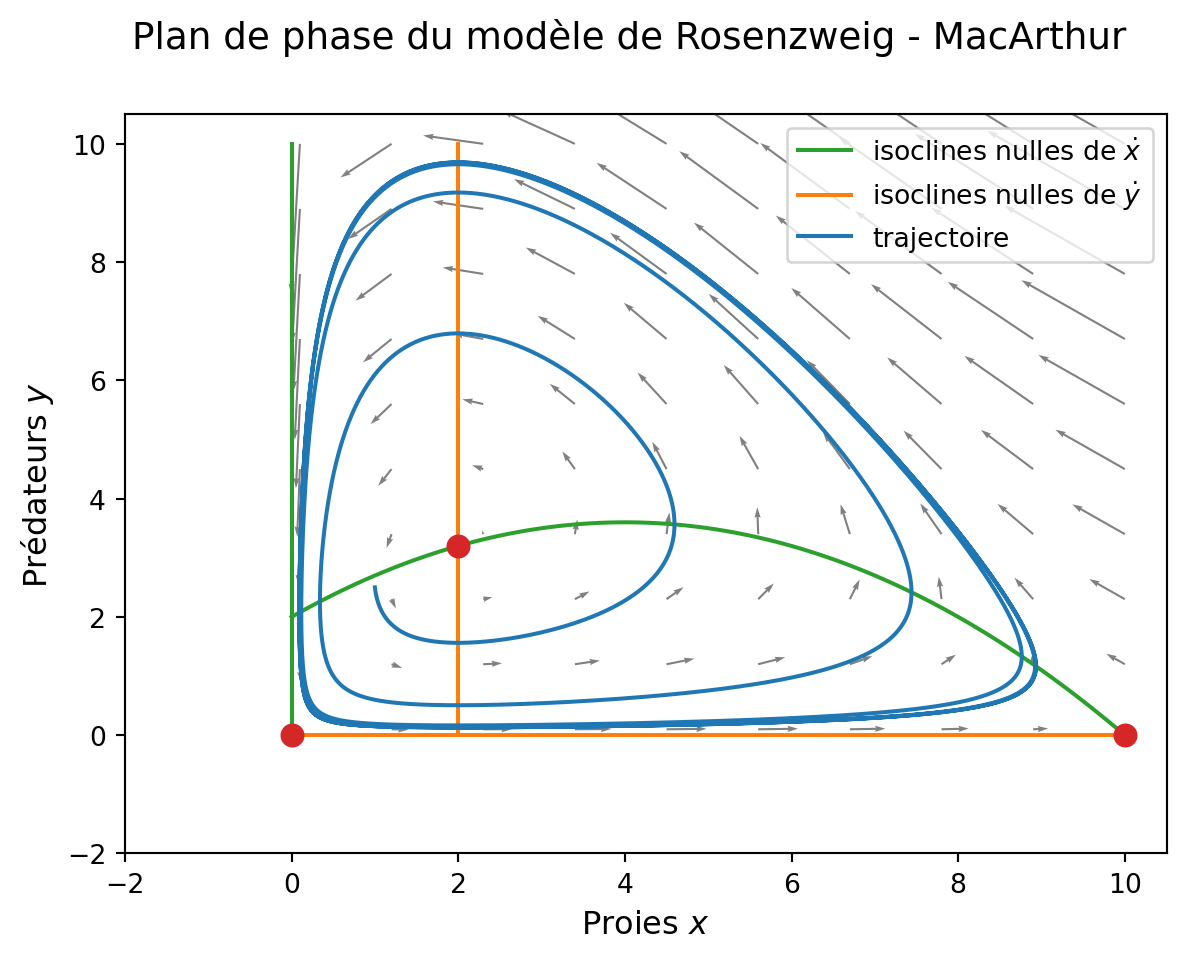 Plan de phase du modèle de Rosenzweig - MacArthur
isoclines nulles de ẋ
isoclines nulles de ẏ
trajectoire
Prédateurs y
10
8
6
4
2
0
−2
−2
0
2
4
6
8
10
Proies x